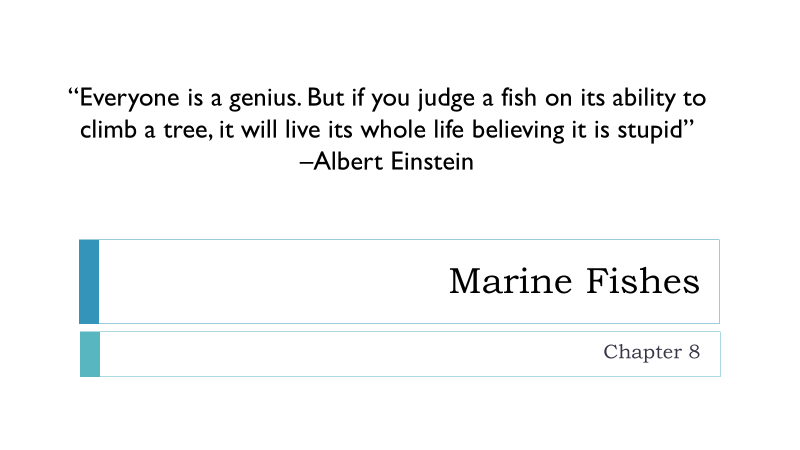 “Everyone is a genius. But if you judge a fish on its ability to
climb a tree, it will live its whole life believing it is stupid”
–Albert Einstein
Marine Fishes
Chapter 8